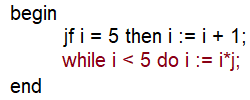 begin
jf i = 5 then i := i + 1;
while i < 5 do i := i*j;
end